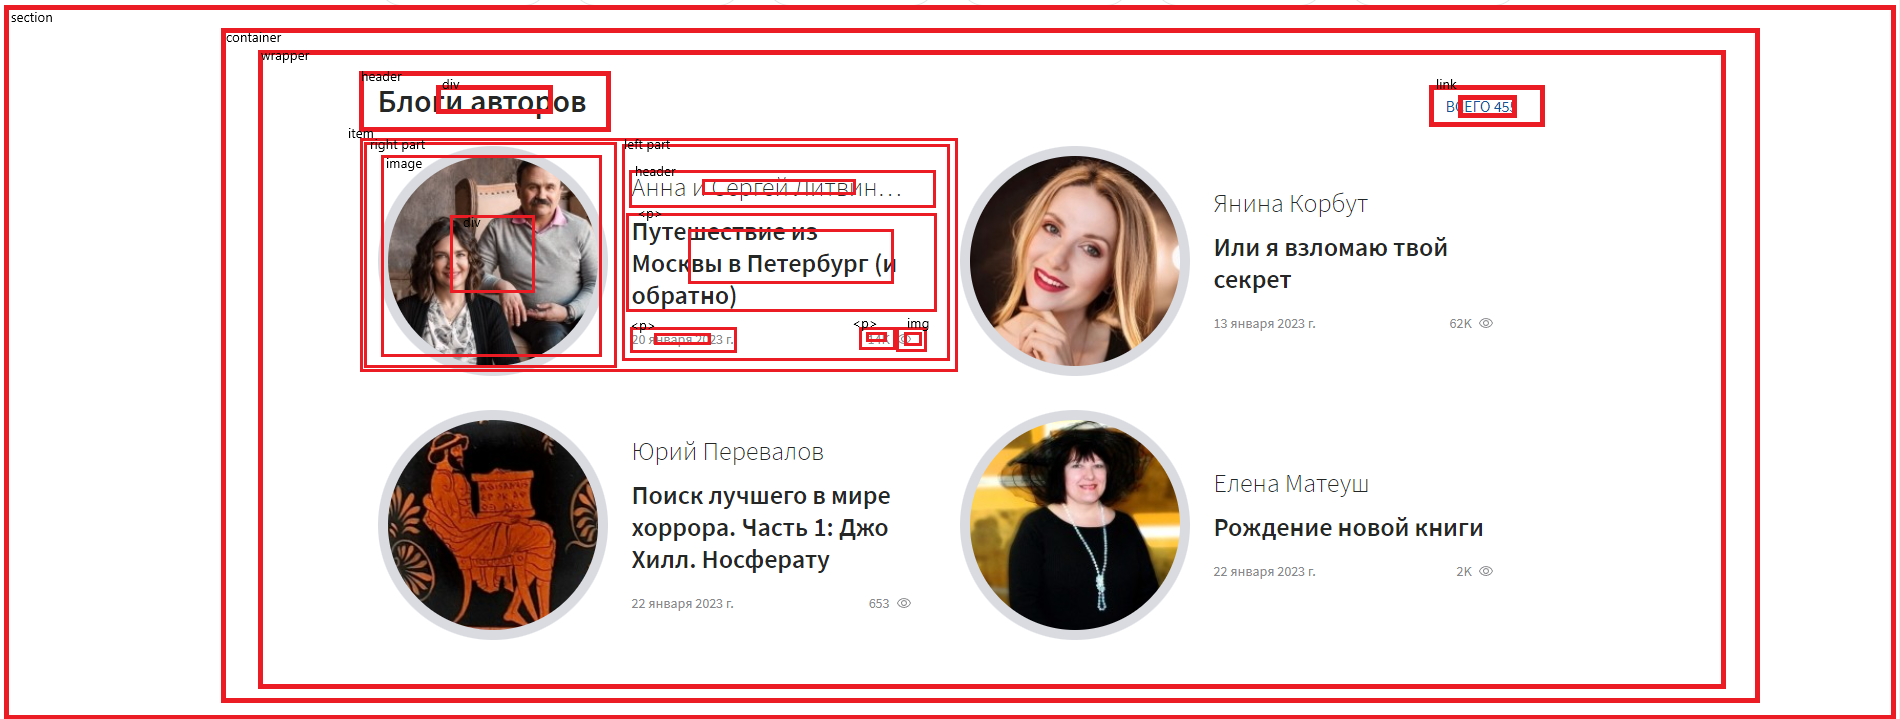 section
container
wrapper
header
div
link
Блоги авторов
ВСЕГО 455
item
right part
left part
image
header
Анна и Сергей Литвин…
<p>
div
Путешествие из
Москвы в Петербург (и
обратно)
<p>
<p>
img
20 января 2023 г.
14K
Янина Корбут
Или я взломаю твой
секрет
13 января 2023 г.
62K
Юрий Перевалов
Поиск лучшего в мире
хоррора. Часть 1: Джо
Хилл. Носферату
22 января 2023 г.
653
Елена Матеуш
Рождение новой книги
22 января 2023 г.
2K